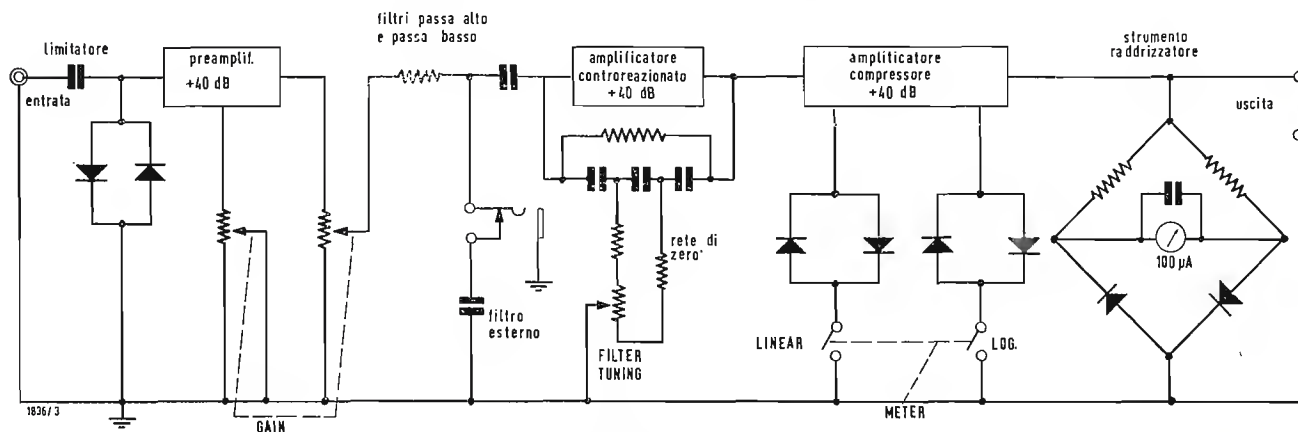 limitatore
entrata
preamplif.
+40 dB
1836/3
GAIN
filtri passa alto
e passa basso
filtro
esterno
amplificatore
controreazionato
+40 dB
rete di
zero
FILTER
TUNING
amplificatore
compressore
+40 dB
LINEAR
LOG.
METER
strumento
raddrizzatore
100 µA
uscita